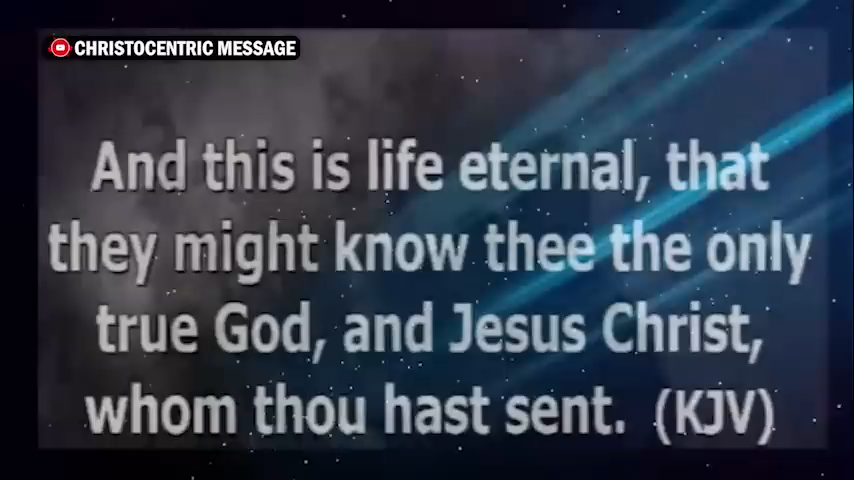 CHRISTOCENTRIC MESSAGE
And this is life eternal, that
they might know thee the only
true God, and Jesus Christ,
whom thou hast sent. (KJV)